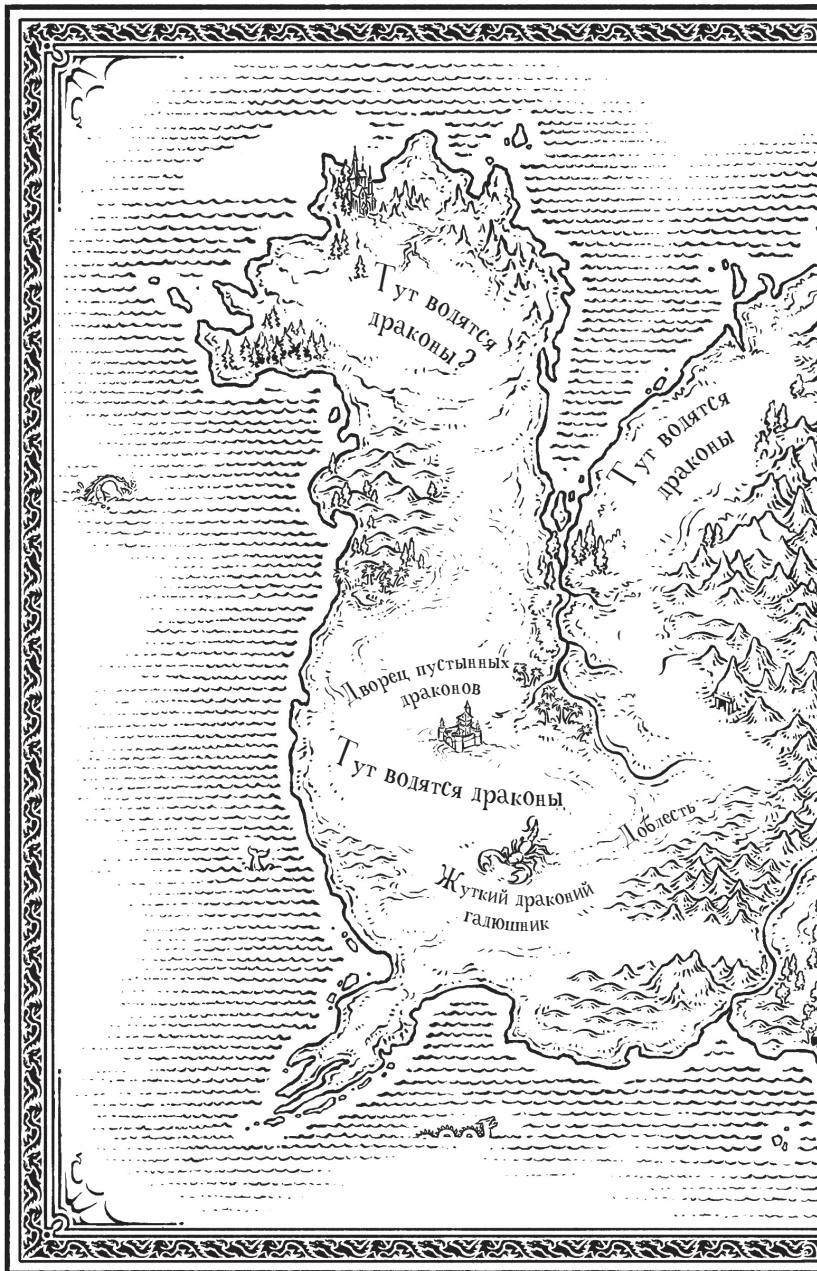 Тут водятся
драконы?
Тут водятся
драконы
Дворец пустынных
драконов
Тут водятся драконы
Доблесть
Жуткий драконий
гадюшник